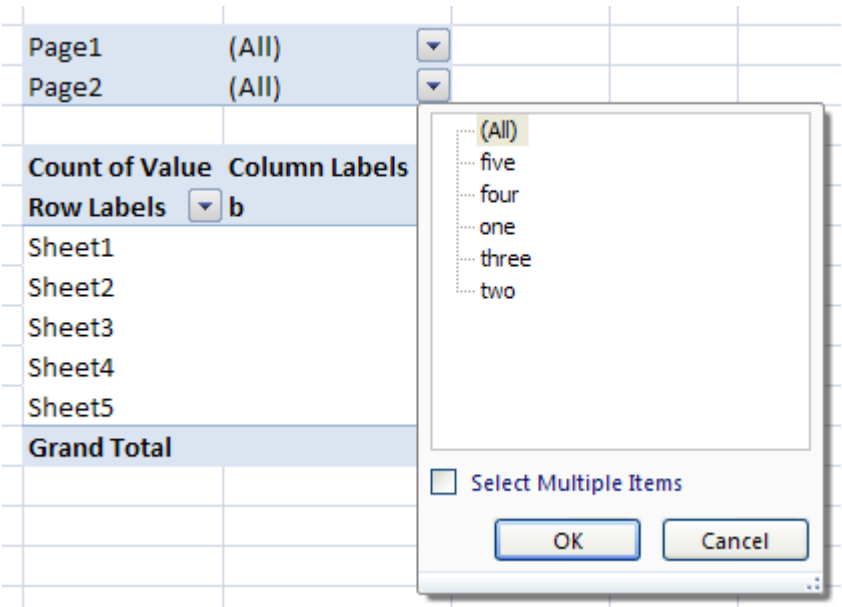 Page1 (All)
Page2 (All)
Count of Value Column Labels
Row Labels b
Sheet1
Sheet2
Sheet3
Sheet4
Sheet5
Grand Total
(All)
five
four
one
three
two
Select Multiple Items
OK Cancel